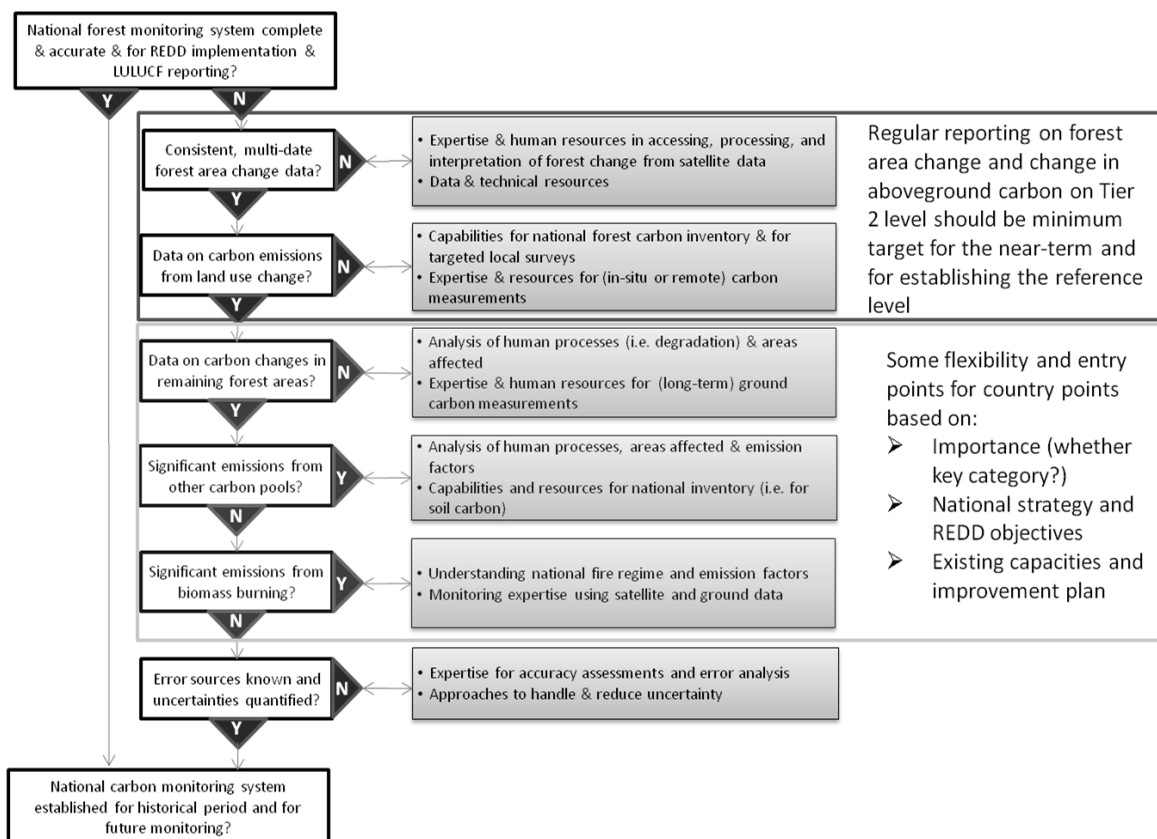 National forest monitoring system complete
& accurate & for REDD implementation &
LULUCF reporting?
Y
N
Consistent, multi-date
forest area change data?
N
• Expertise & human resources in accessing, processing, and
interpretation of forest change from satellite data
• Data & technical resources
Regular reporting on forest
area change and change in
aboveground carbon on Tier
2 level should be minimum
target for the near-term and
for establishing the reference
level
Y
Data on carbon emissions
from land use change?
N
• Capabilities for national forest carbon inventory & for
targeted local surveys
• Expertise & resources for (in-situ or remote) carbon
measurements
Y
Data on carbon changes in
remaining forest areas?
N
• Analysis of human processes (i.e. degradation) & areas
affected
• Expertise & human resources for (long-term) ground
carbon measurements
Some flexibility and entry
points for country points
based on:
➢ Importance (whether
key category?)
➢ National strategy and
REDD objectives
➢ Existing capacities and
improvement plan
Y
Significant emissions from
other carbon pools?
Y
• Analysis of human processes, areas affected & emission
factors
• Capabilities and resources for national inventory (i.e. for
soil carbon)
N
Significant emissions from
biomass burning?
Y
• Understanding national fire regime and emission factors
• Monitoring expertise using satellite and ground data
N
Error sources known and
uncertainties quantified?
N
• Expertise for accuracy assessments and error analysis
• Approaches to handle & reduce uncertainty
Y
National carbon monitoring system
established for historical period and for
future monitoring?